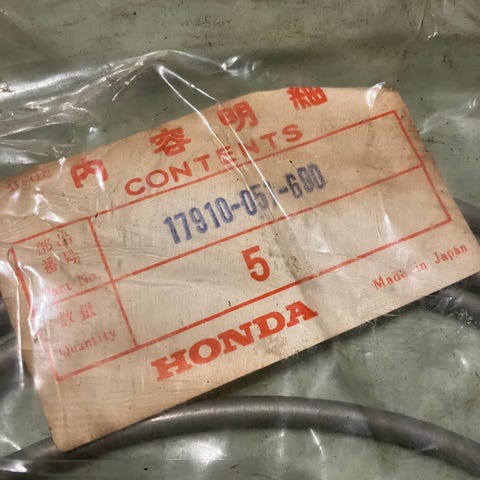 内容明細
CONTENTS
部品番号
Part No.
17910-051-690
数量
Quantity
5
HONDA
Made in Japan